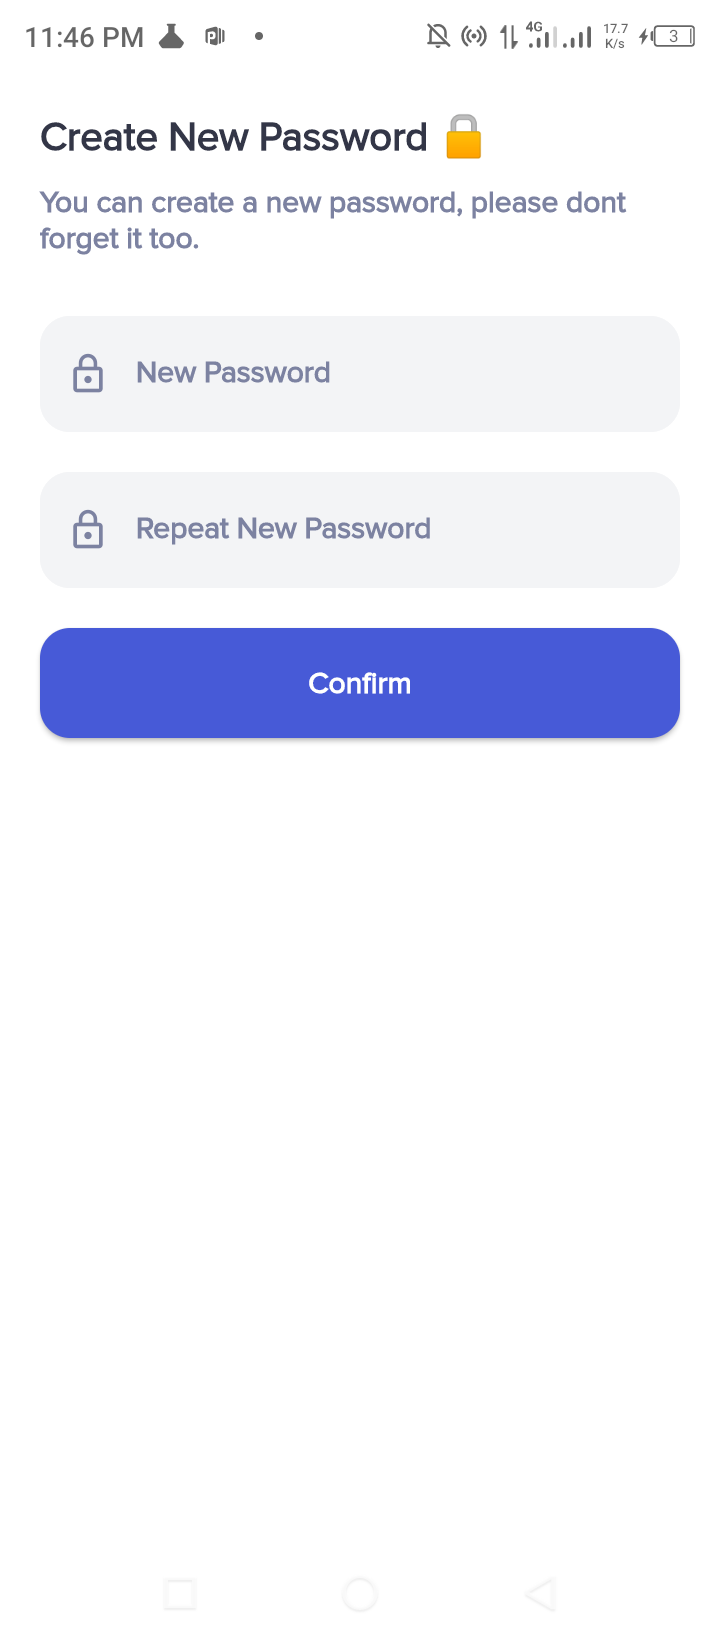 11:46 PM 4G 17.7 K/s 3
Create New Password 🔒
You can create a new password, please dont
forget it too.
New Password
Repeat New Password
Confirm